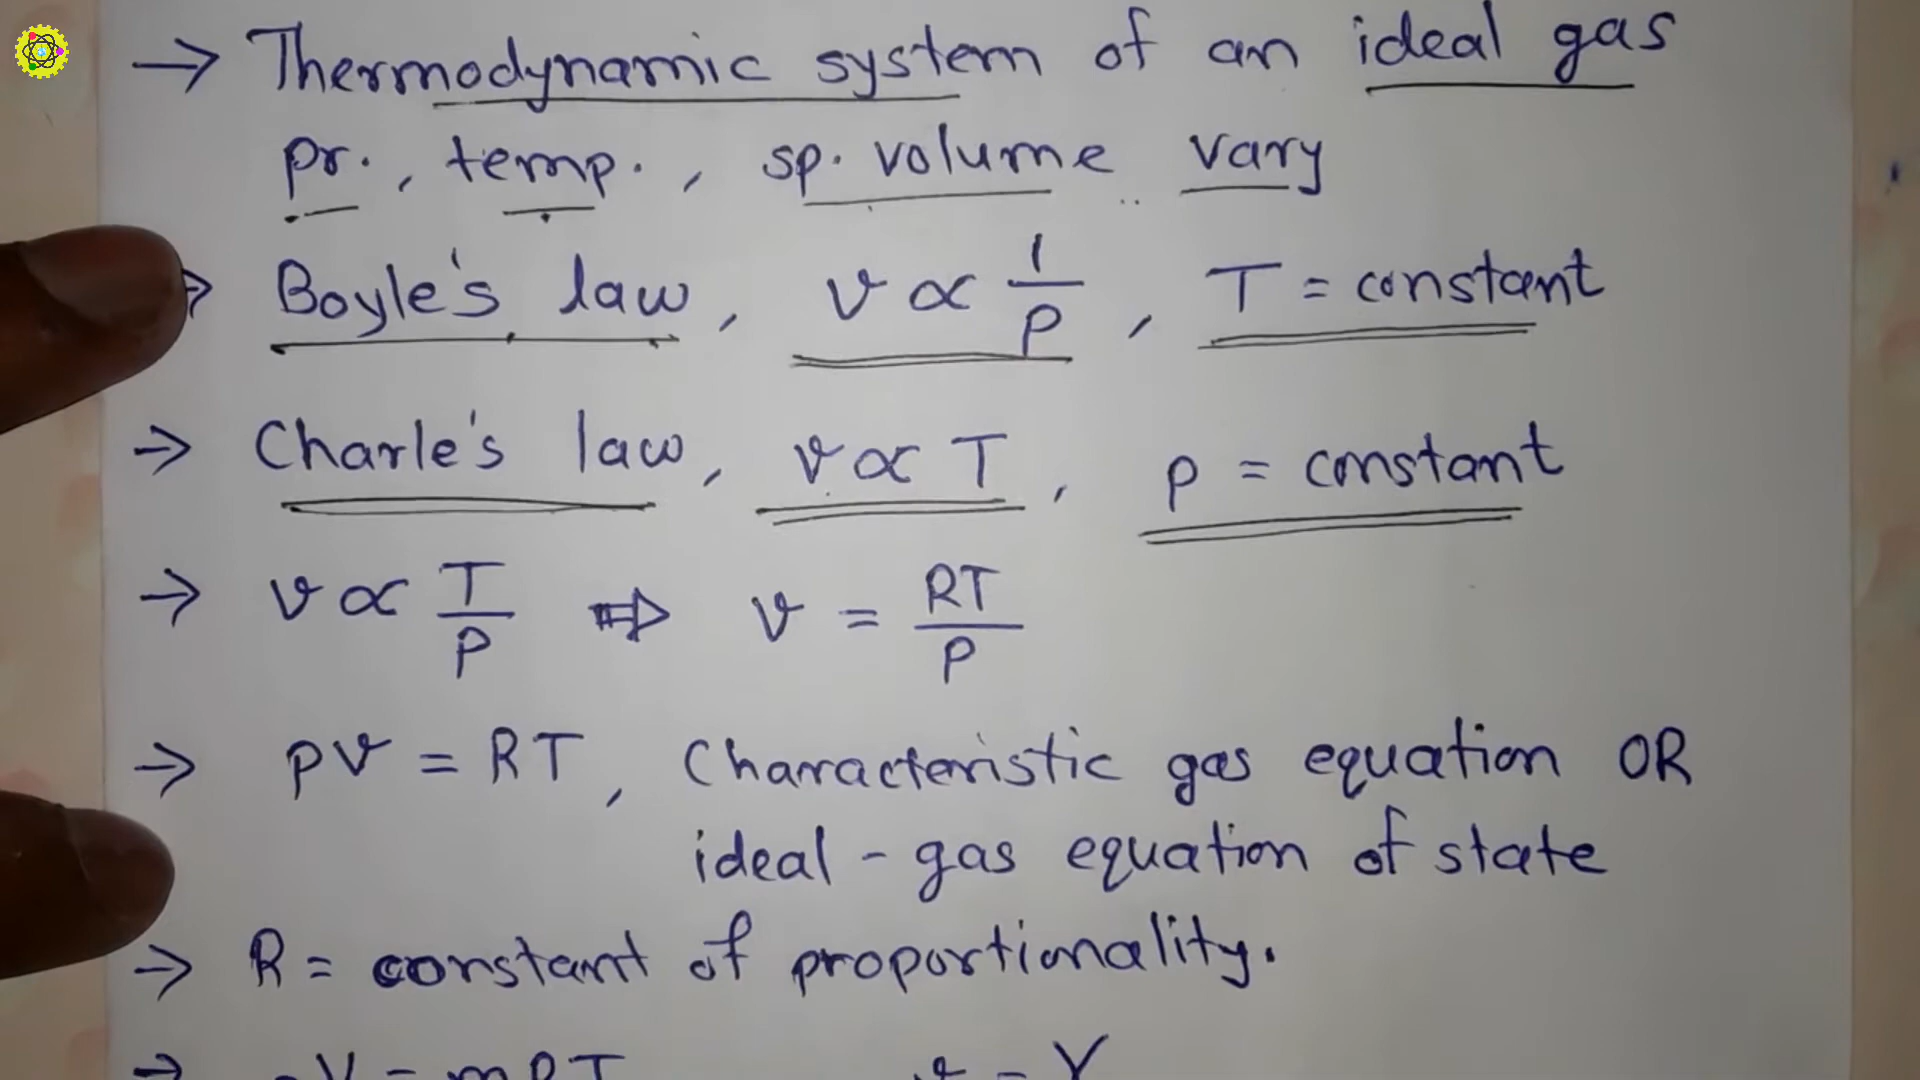 → Thermodynamic system of an ideal gas
pr., temp., sp. volume vary
→ Boyle's law, v ∝ 1/P, T = constant
→ Charle's law, v ∝ T, p = constant
→ v ∝ T/P ⇒ v = RT/P
→ pv = RT, Characteristic gas equation OR
ideal - gas equation of state
→ R = constant of proportionality.